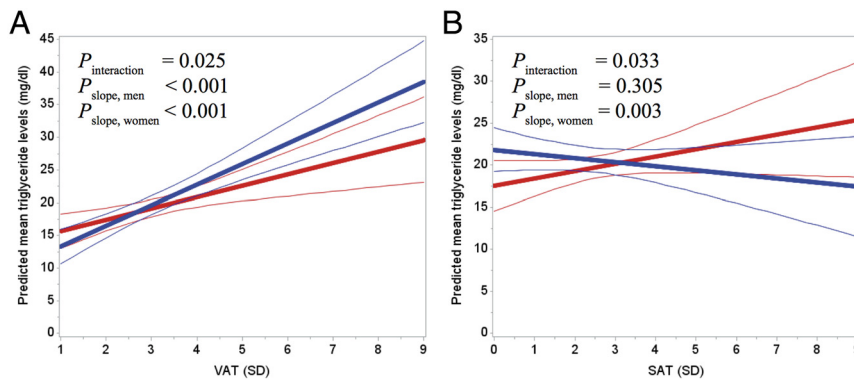 A
P interaction = 0.025
P slope, men < 0.001
P slope, women < 0.001
Predicted mean triglyceride levels (mg/dl)
45
40
35
30
25
20
15
10
5
0
1 2 3 4 5 6 7 8 9
VAT (SD)
B
P interaction = 0.033
P slope, men = 0.305
P slope, women = 0.003
Predicted mean triglyceride levels (mg/dl)
35
30
25
20
15
10
5
0
0 1 2 3 4 5 6 7 8
SAT (SD)